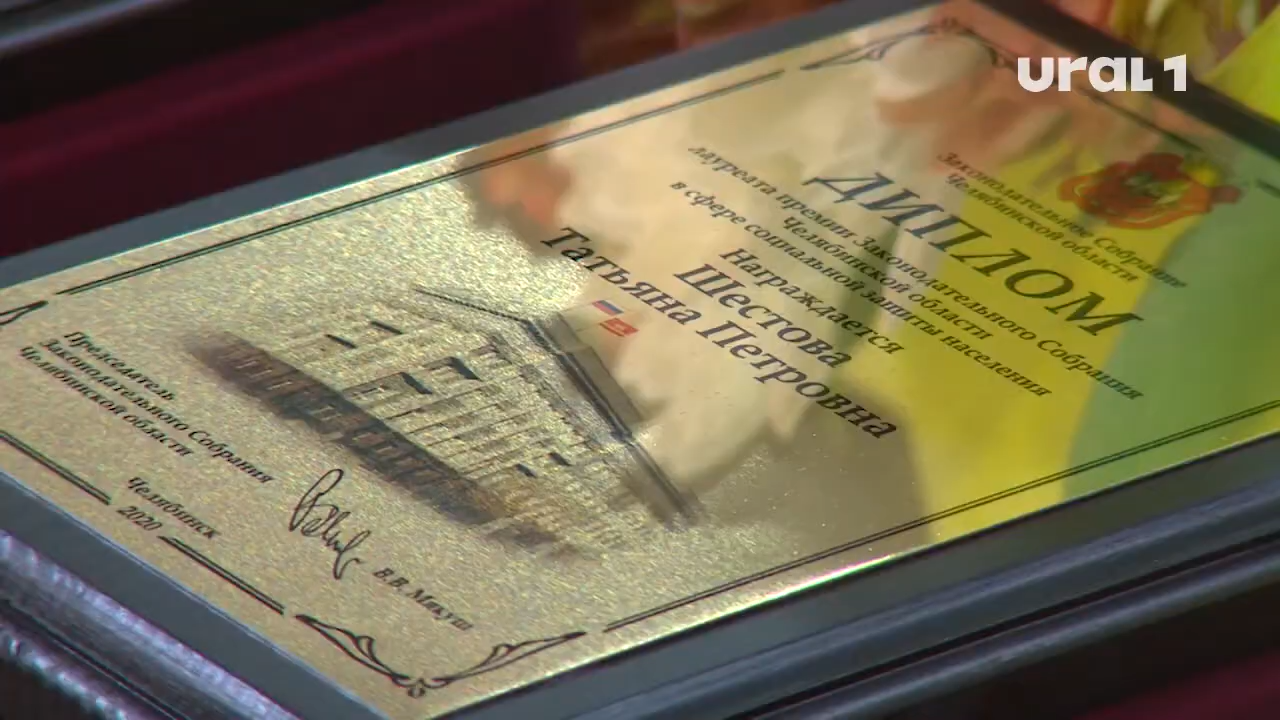 ural 1
Законодательное Собрание
Челябинской области
ДИПЛОМ
лауреата премии Законодательного Собрания
Челябинской области
в сфере социальной защиты населения
Награждается
Шестова
Татьяна Петровна
Председатель
Законодательного Собрания
Челябинской области
В.В. Мякуш
Челябинск
2020